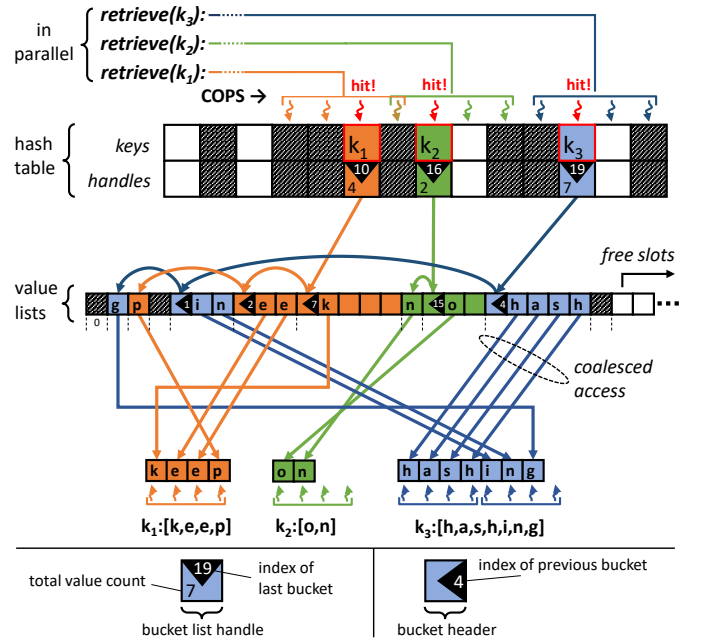 in
parallel
retrieve(k3):
retrieve(k2):
retrieve(k1):
COPS →
hit!
hit!
hit!
hash
table
keys
handles
k1
k2
k3
10
4
16
2
19
7
value
lists
free slots
g p 1 i n 2 e e 7 k n 15 o 4 h a s h
...
0
coalesced
access
k e e p
o n
h a s h i n g
k1:[k,e,e,p]
k2:[o,n]
k3:[h,a,s,h,i,n,g]
total value count
19
7
index of
last bucket
bucket list handle
4
index of previous bucket
bucket header